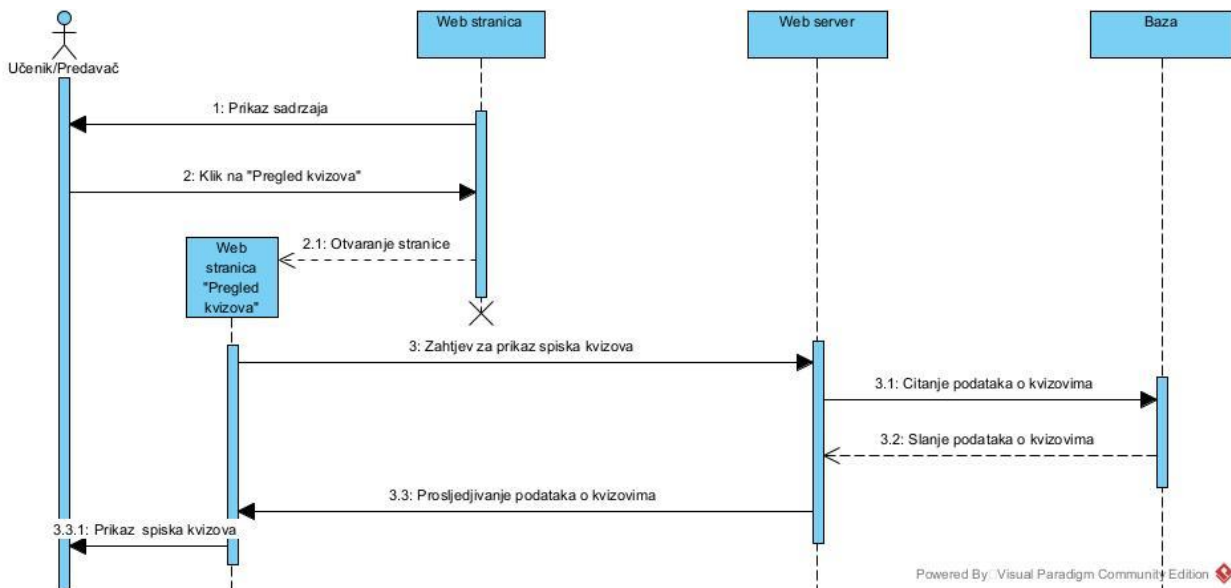 Web stranica
Web server
Baza
Učenik/Predavač
1: Prikaz sadrzaja
2: Klik na "Pregled kvizova"
2.1: Otvaranje stranice
Web
stranica
"Pregled
kvizova"
3: Zahtjev za prikaz spiska kvizova
3.1: Citanje podataka o kvizovima
3.2: Slanje podataka o kvizovima
3.3: Prosljedjivanje podataka o kvizovima
3.3.1: Prikaz spiska kvizova
Powered By Visual Paradigm Community Edition